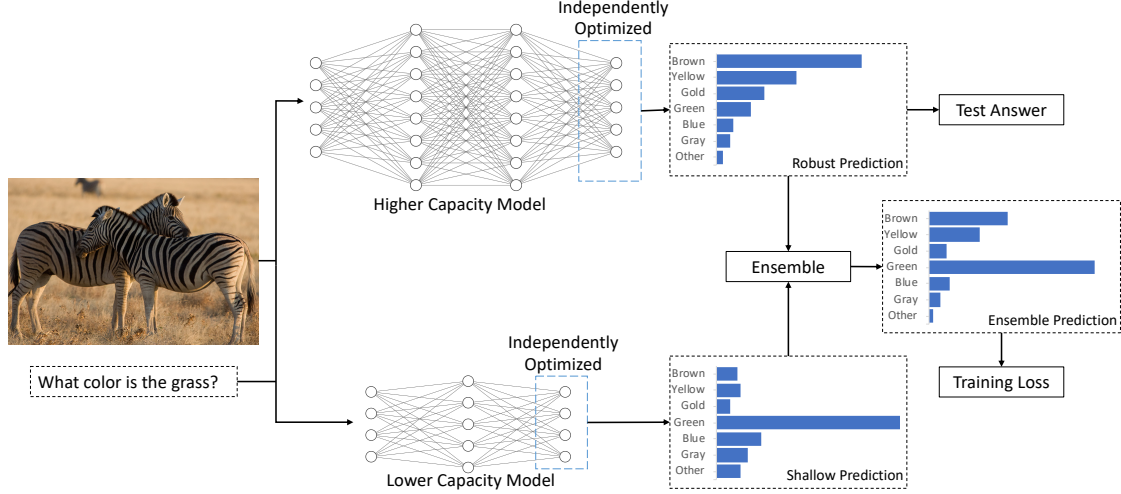 Independently
Optimized
Higher Capacity Model
Brown
Yellow
Gold
Green
Blue
Gray
Other
Robust Prediction
Test Answer
What color is the grass?
Independently
Optimized
Lower Capacity Model
Brown
Yellow
Gold
Green
Blue
Gray
Other
Shallow Prediction
Ensemble
Brown
Yellow
Gold
Green
Blue
Gray
Other
Ensemble Prediction
Training Loss